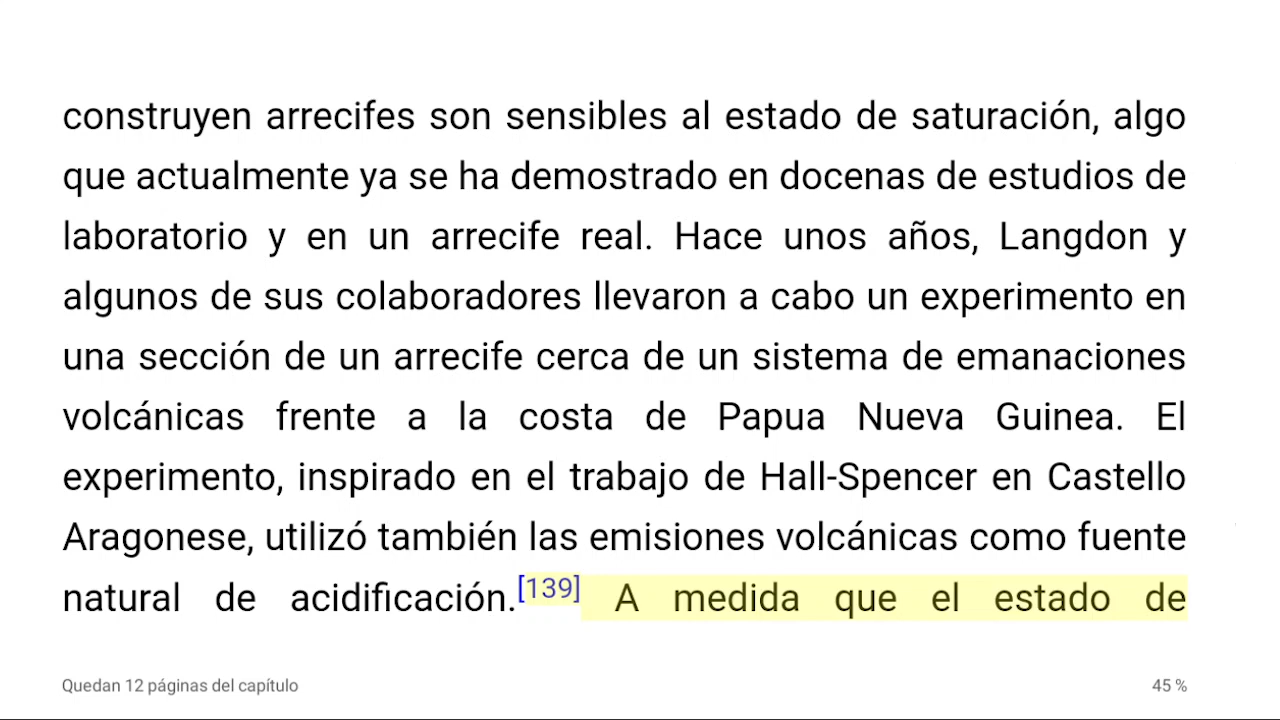 construyen arrecifes son sensibles al estado de saturación, algo
que actualmente ya se ha demostrado en docenas de estudios de
laboratorio y en un arrecife real. Hace unos años, Langdon y
algunos de sus colaboradores llevaron a cabo un experimento en
una sección de un arrecife cerca de un sistema de emanaciones
volcánicas frente a la costa de Papua Nueva Guinea. El
experimento, inspirado en el trabajo de Hall-Spencer en Castello
Aragonese, utilizó también las emisiones volcánicas como fuente
natural de acidificación.[139] A medida que el estado de
Quedan 12 páginas del capítulo 45 %